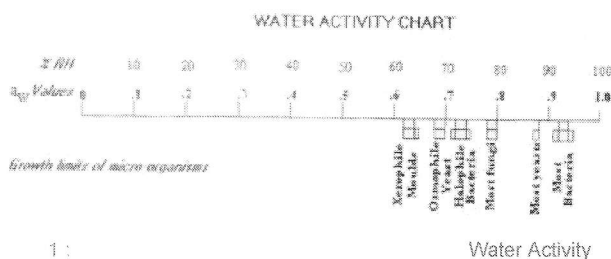 WATER ACTIVITY CHART
% RH 10 20 30 40 50 60 70 80 90 100
aw Values 0 .1 .2 .3 .4 .5 .6 .7 .8 .9 1.0
Growth limits of micro organisms
Xerophile
Moulds
Osmophile
Yeast
Halophile
Bacteria
Most fungi
Most yeasts
Most
Bacteria
1 :
Water Activity